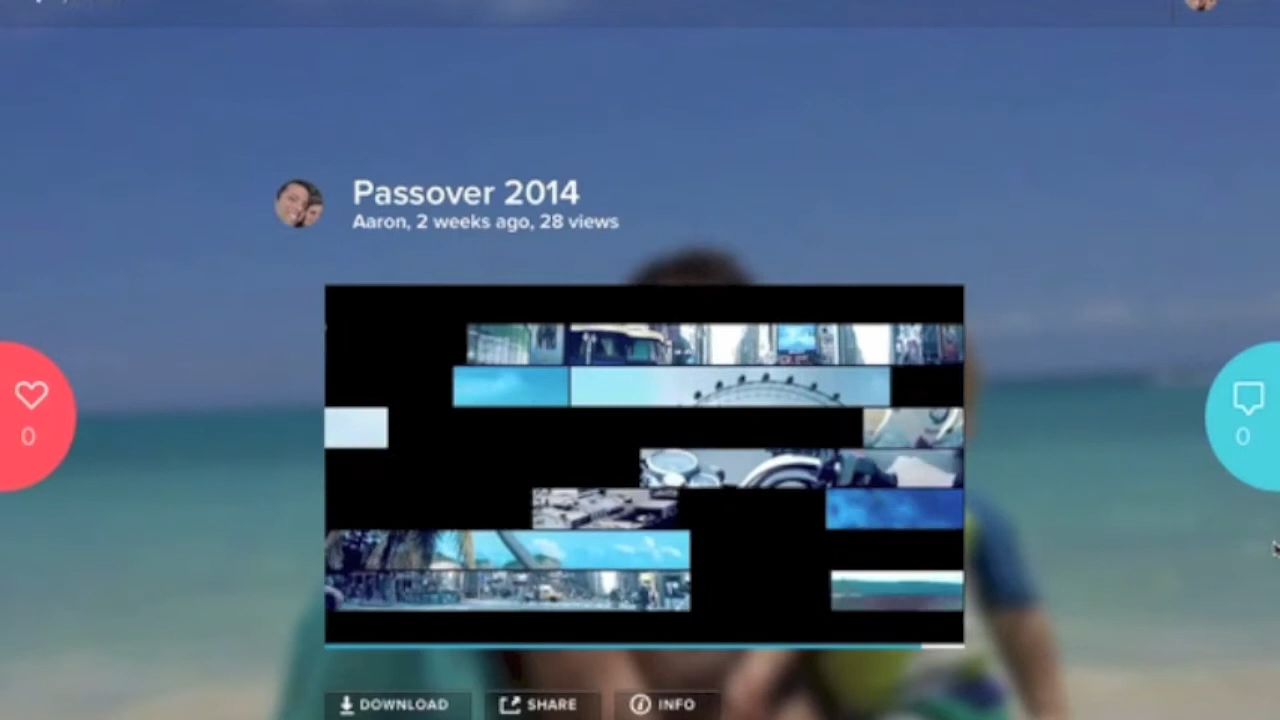 Passover 2014
Aaron, 2 weeks ago, 28 views
0
0
DOWNLOAD
SHARE
INFO